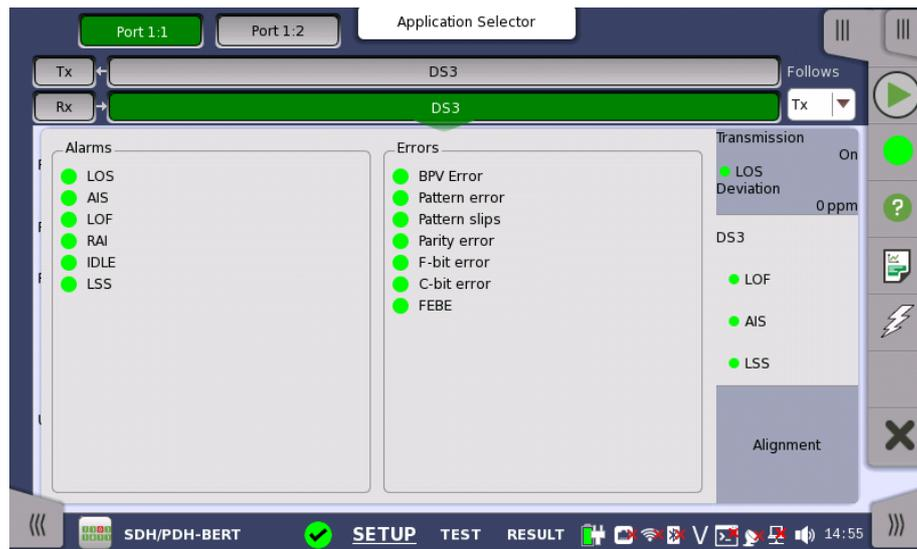 Port 1:1
Port 1:2
Application Selector
Tx
DS3
Follows
Rx
DS3
Tx
Alarms
LOS
AIS
LOF
RAI
IDLE
LSS
Errors
BPV Error
Pattern error
Pattern slips
Parity error
F-bit error
C-bit error
FEBE
Transmission
On
LOS
Deviation
0 ppm
DS3
LOF
AIS
LSS
Alignment
SDH/PDH-BERT
SETUP
TEST
RESULT
V
14:55